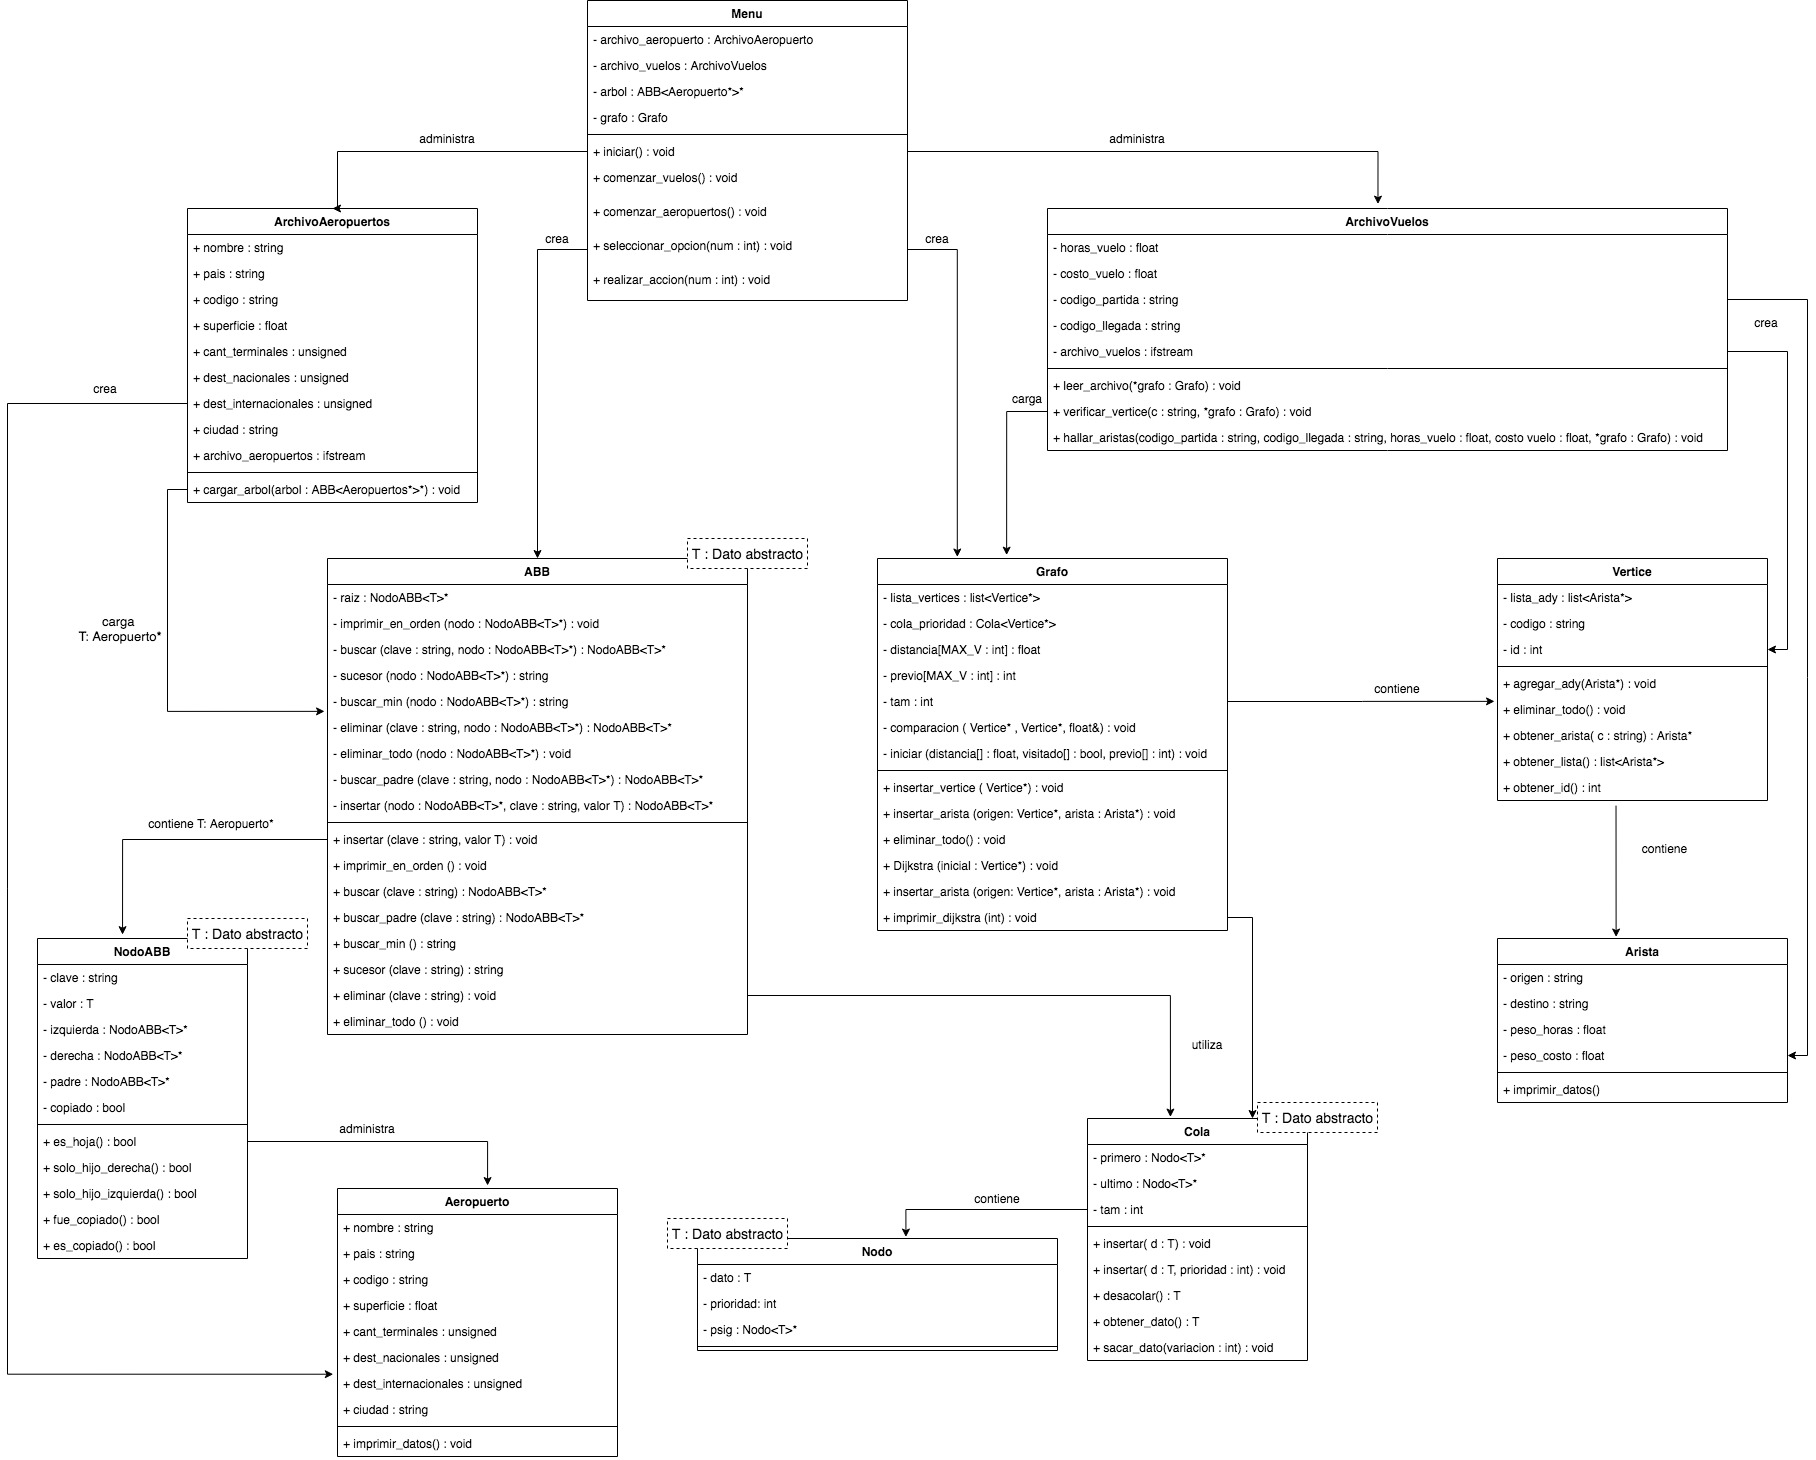 Menu
- archivo_aeropuerto : ArchivoAeropuerto
- archivo_vuelos : ArchivoVuelos
- arbol : ABB<Aeropuerto*>*
- grafo : Grafo
+ iniciar() : void
+ comenzar_vuelos() : void
+ comenzar_aeropuertos() : void
+ seleccionar_opcion(num : int) : void
+ realizar_accion(num : int) : void
administra
administra
crea
crea
ArchivoAeropuertos
+ nombre : string
+ pais : string
+ codigo : string
+ superficie : float
+ cant_terminales : unsigned
+ dest_nacionales : unsigned
+ dest_internacionales : unsigned
+ ciudad : string
+ archivo_aeropuertos : ifstream
+ cargar_arbol(arbol : ABB<Aeropuertos*>*) : void
crea
carga
T: Aeropuerto*
ArchivoVuelos
- horas_vuelo : float
- costo_vuelo : float
- codigo_partida : string
- codigo_llegada : string
- archivo_vuelos : ifstream
+ leer_archivo(*grafo : Grafo) : void
+ verificar_vertice(c : string, *grafo : Grafo) : void
+ hallar_aristas(codigo_partida : string, codigo_llegada : string, horas_vuelo : float, costo vuelo : float, *grafo : Grafo) : void
crea
carga
T : Dato abstracto
ABB
- raiz : NodoABB<T>*
- imprimir_en_orden (nodo : NodoABB<T>*) : void
- buscar (clave : string, nodo : NodoABB<T>*) : NodoABB<T>*
- sucesor (nodo : NodoABB<T>*) : string
- buscar_min (nodo : NodoABB<T>*) : string
- eliminar (clave : string, nodo : NodoABB<T>*) : NodoABB<T>*
- eliminar_todo (nodo : NodoABB<T>*) : void
- buscar_padre (clave : string, nodo : NodoABB<T>*) : NodoABB<T>*
- insertar (nodo : NodoABB<T>*, clave : string, valor T) : NodoABB<T>*
+ insertar (clave : string, valor T) : void
+ imprimir_en_orden () : void
+ buscar (clave : string) : NodoABB<T>*
+ buscar_padre (clave : string) : NodoABB<T>*
+ buscar_min () : string
+ sucesor (clave : string) : string
+ eliminar (clave : string) : void
+ eliminar_todo () : void
Grafo
- lista_vertices : list<Vertice*>
- cola_prioridad : Cola<Vertice*>
- distancia[MAX_V : int] : float
- previo[MAX_V : int] : int
- tam : int
- comparacion ( Vertice* , Vertice*, float&) : void
- iniciar (distancia[] : float, visitado[] : bool, previo[] : int) : void
+ insertar_vertice ( Vertice*) : void
+ insertar_arista (origen: Vertice*, arista : Arista*) : void
+ eliminar_todo() : void
+ Dijkstra (inicial : Vertice*) : void
+ insertar_arista (origen: Vertice*, arista : Arista*) : void
+ imprimir_dijkstra (int) : void
contiene
Vertice
- lista_ady : list<Arista*>
- codigo : string
- id : int
+ agregar_ady(Arista*) : void
+ eliminar_todo() : void
+ obtener_arista( c : string) : Arista*
+ obtener_lista() : list<Arista*>
+ obtener_id() : int
contiene
contiene T: Aeropuerto*
T : Dato abstracto
NodoABB
- clave : string
- valor : T
- izquierda : NodoABB<T>*
- derecha : NodoABB<T>*
- padre : NodoABB<T>*
- copiado : bool
+ es_hoja() : bool
+ solo_hijo_derecha() : bool
+ solo_hijo_izquierda() : bool
+ fue_copiado() : bool
+ es_copiado() : bool
Arista
- origen : string
- destino : string
- peso_horas : float
- peso_costo : float
+ imprimir_datos()
utiliza
administra
Aeropuerto
+ nombre : string
+ pais : string
+ codigo : string
+ superficie : float
+ cant_terminales : unsigned
+ dest_nacionales : unsigned
+ dest_internacionales : unsigned
+ ciudad : string
+ imprimir_datos() : void
T : Dato abstracto
Cola
- primero : Nodo<T>*
- ultimo : Nodo<T>*
- tam : int
+ insertar( d : T) : void
+ insertar( d : T, prioridad : int) : void
+ desacolar() : T
+ obtener_dato() : T
+ sacar_dato(variacion : int) : void
contiene
T : Dato abstracto
Nodo
- dato : T
- prioridad: int
- psig : Nodo<T>*